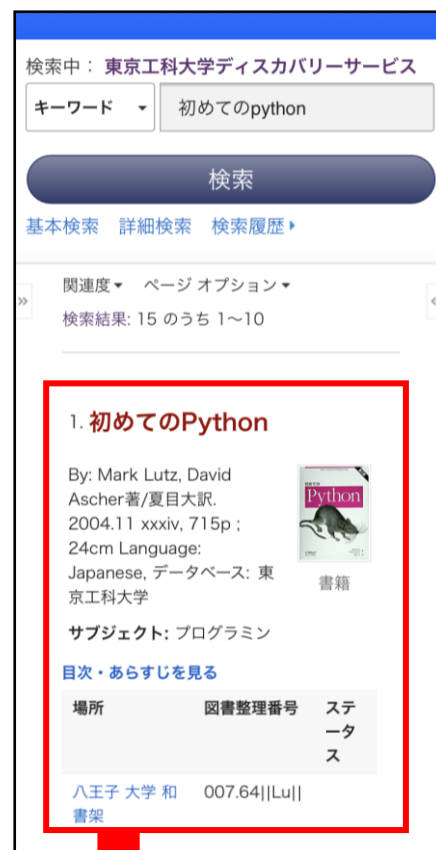 検索中： 東京工科大学ディスカバリーサービス
キーワード
初めてのpython
検索
基本検索 詳細検索 検索履歴
関連度 ページ オプション
検索結果: 15 のうち 1～10
1. 初めてのPython
By: Mark Lutz, David
Ascher著/夏目大訳.
2004.11 xxxiv, 715p ;
24cm Language:
Japanese, データベース: 東
京工科大学
Python
書籍
サブジェクト: プログラミン
目次・あらすじを見る
場所 図書整理番号 ステ
ータ
ス
八王子 大学 和 007.64||Lu||
書架